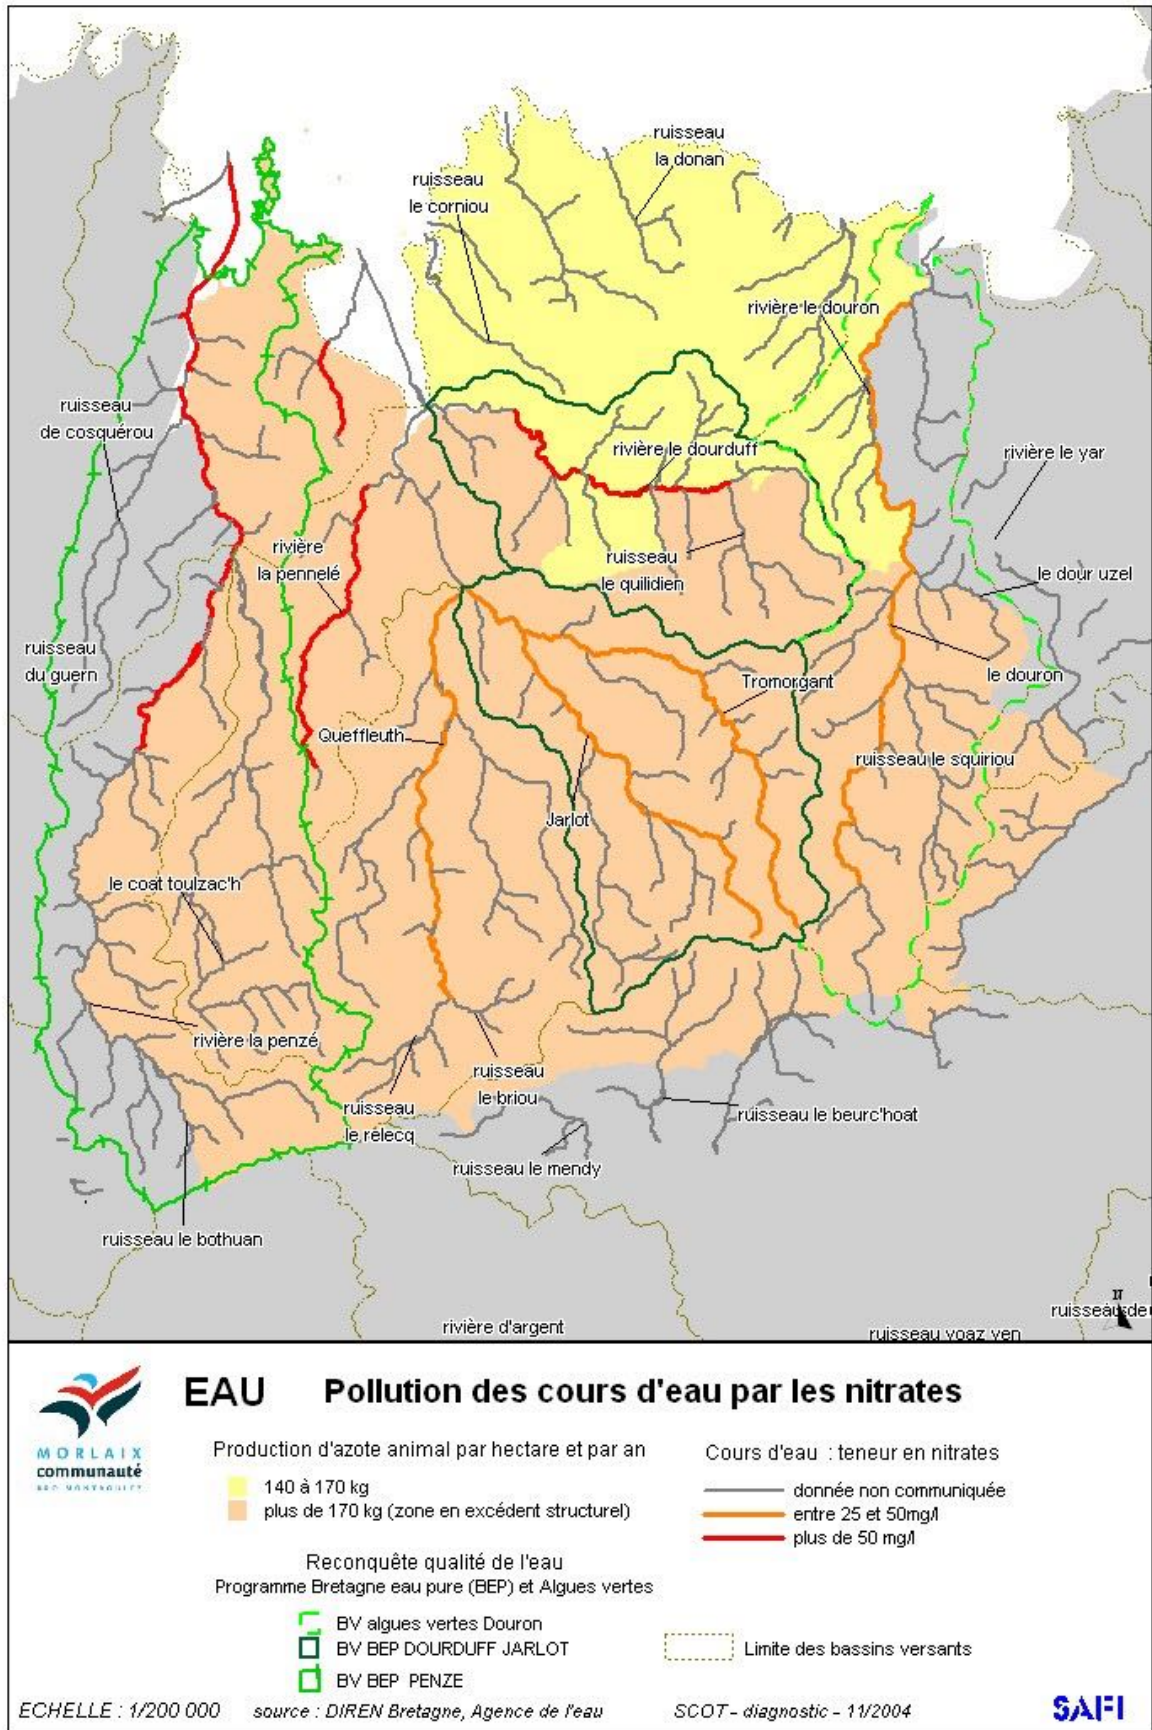 ruisseau
la donan
ruisseau
le corniou
rivière le douron
ruisseau
de cosquérou
rivière le dourduff
rivière le yar
rivière
la pennelé
ruisseau
le quilidien
le dour uzel
ruisseau
du guern
le douron
Tromorgant
Queffleuth
ruisseau le squiriou
Jarlot
le coat toulzac'h
rivière la penzé
ruisseau
le briou
ruisseau
le rélecq
ruisseau le beurc'hoat
ruisseau le mendy
ruisseau le bothuan
N
ruisseau de
rivière d'argent
ruisseau voaz ven
MORLAIX
communauté
EAU Pollution des cours d'eau par les nitrates
Production d'azote animal par hectare et par an
140 à 170 kg
plus de 170 kg (zone en excédent structurel)
Cours d'eau : teneur en nitrates
donnée non communiquée
entre 25 et 50mg/l
plus de 50 mg/l
Reconquête qualité de l'eau
Programme Bretagne eau pure (BEP) et Algues vertes
BV algues vertes Douron
BV BEP DOURDUFF JARLOT
BV BEP PENZE
Limite des bassins versants
ECHELLE : 1/200 000
source : DIREN Bretagne, Agence de l'eau
SCOT - diagnostic - 11/2004
SAFI